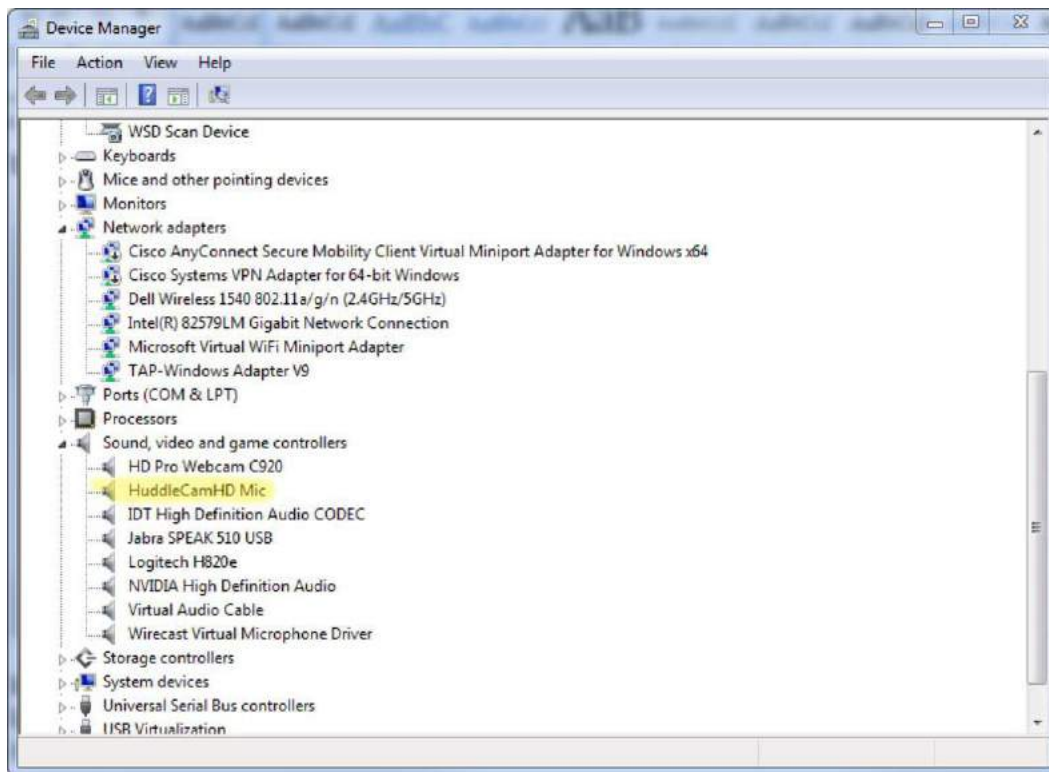 Device Manager
File Action View Help
WSD Scan Device
Keyboards
Mice and other pointing devices
Monitors
Network adapters
Cisco AnyConnect Secure Mobility Client Virtual Miniport Adapter for Windows x64
Cisco Systems VPN Adapter for 64-bit Windows
Dell Wireless 1540 802.11a/g/n (2.4GHz/5GHz)
Intel(R) 82579LM Gigabit Network Connection
Microsoft Virtual WiFi Miniport Adapter
TAP-Windows Adapter V9
Ports (COM & LPT)
Processors
Sound, video and game controllers
HD Pro Webcam C920
HuddleCamHD Mic
IDT High Definition Audio CODEC
Jabra SPEAK 510 USB
Logitech H820e
NVIDIA High Definition Audio
Virtual Audio Cable
Wirecast Virtual Microphone Driver
Storage controllers
System devices
Universal Serial Bus controllers
USB Virtualization